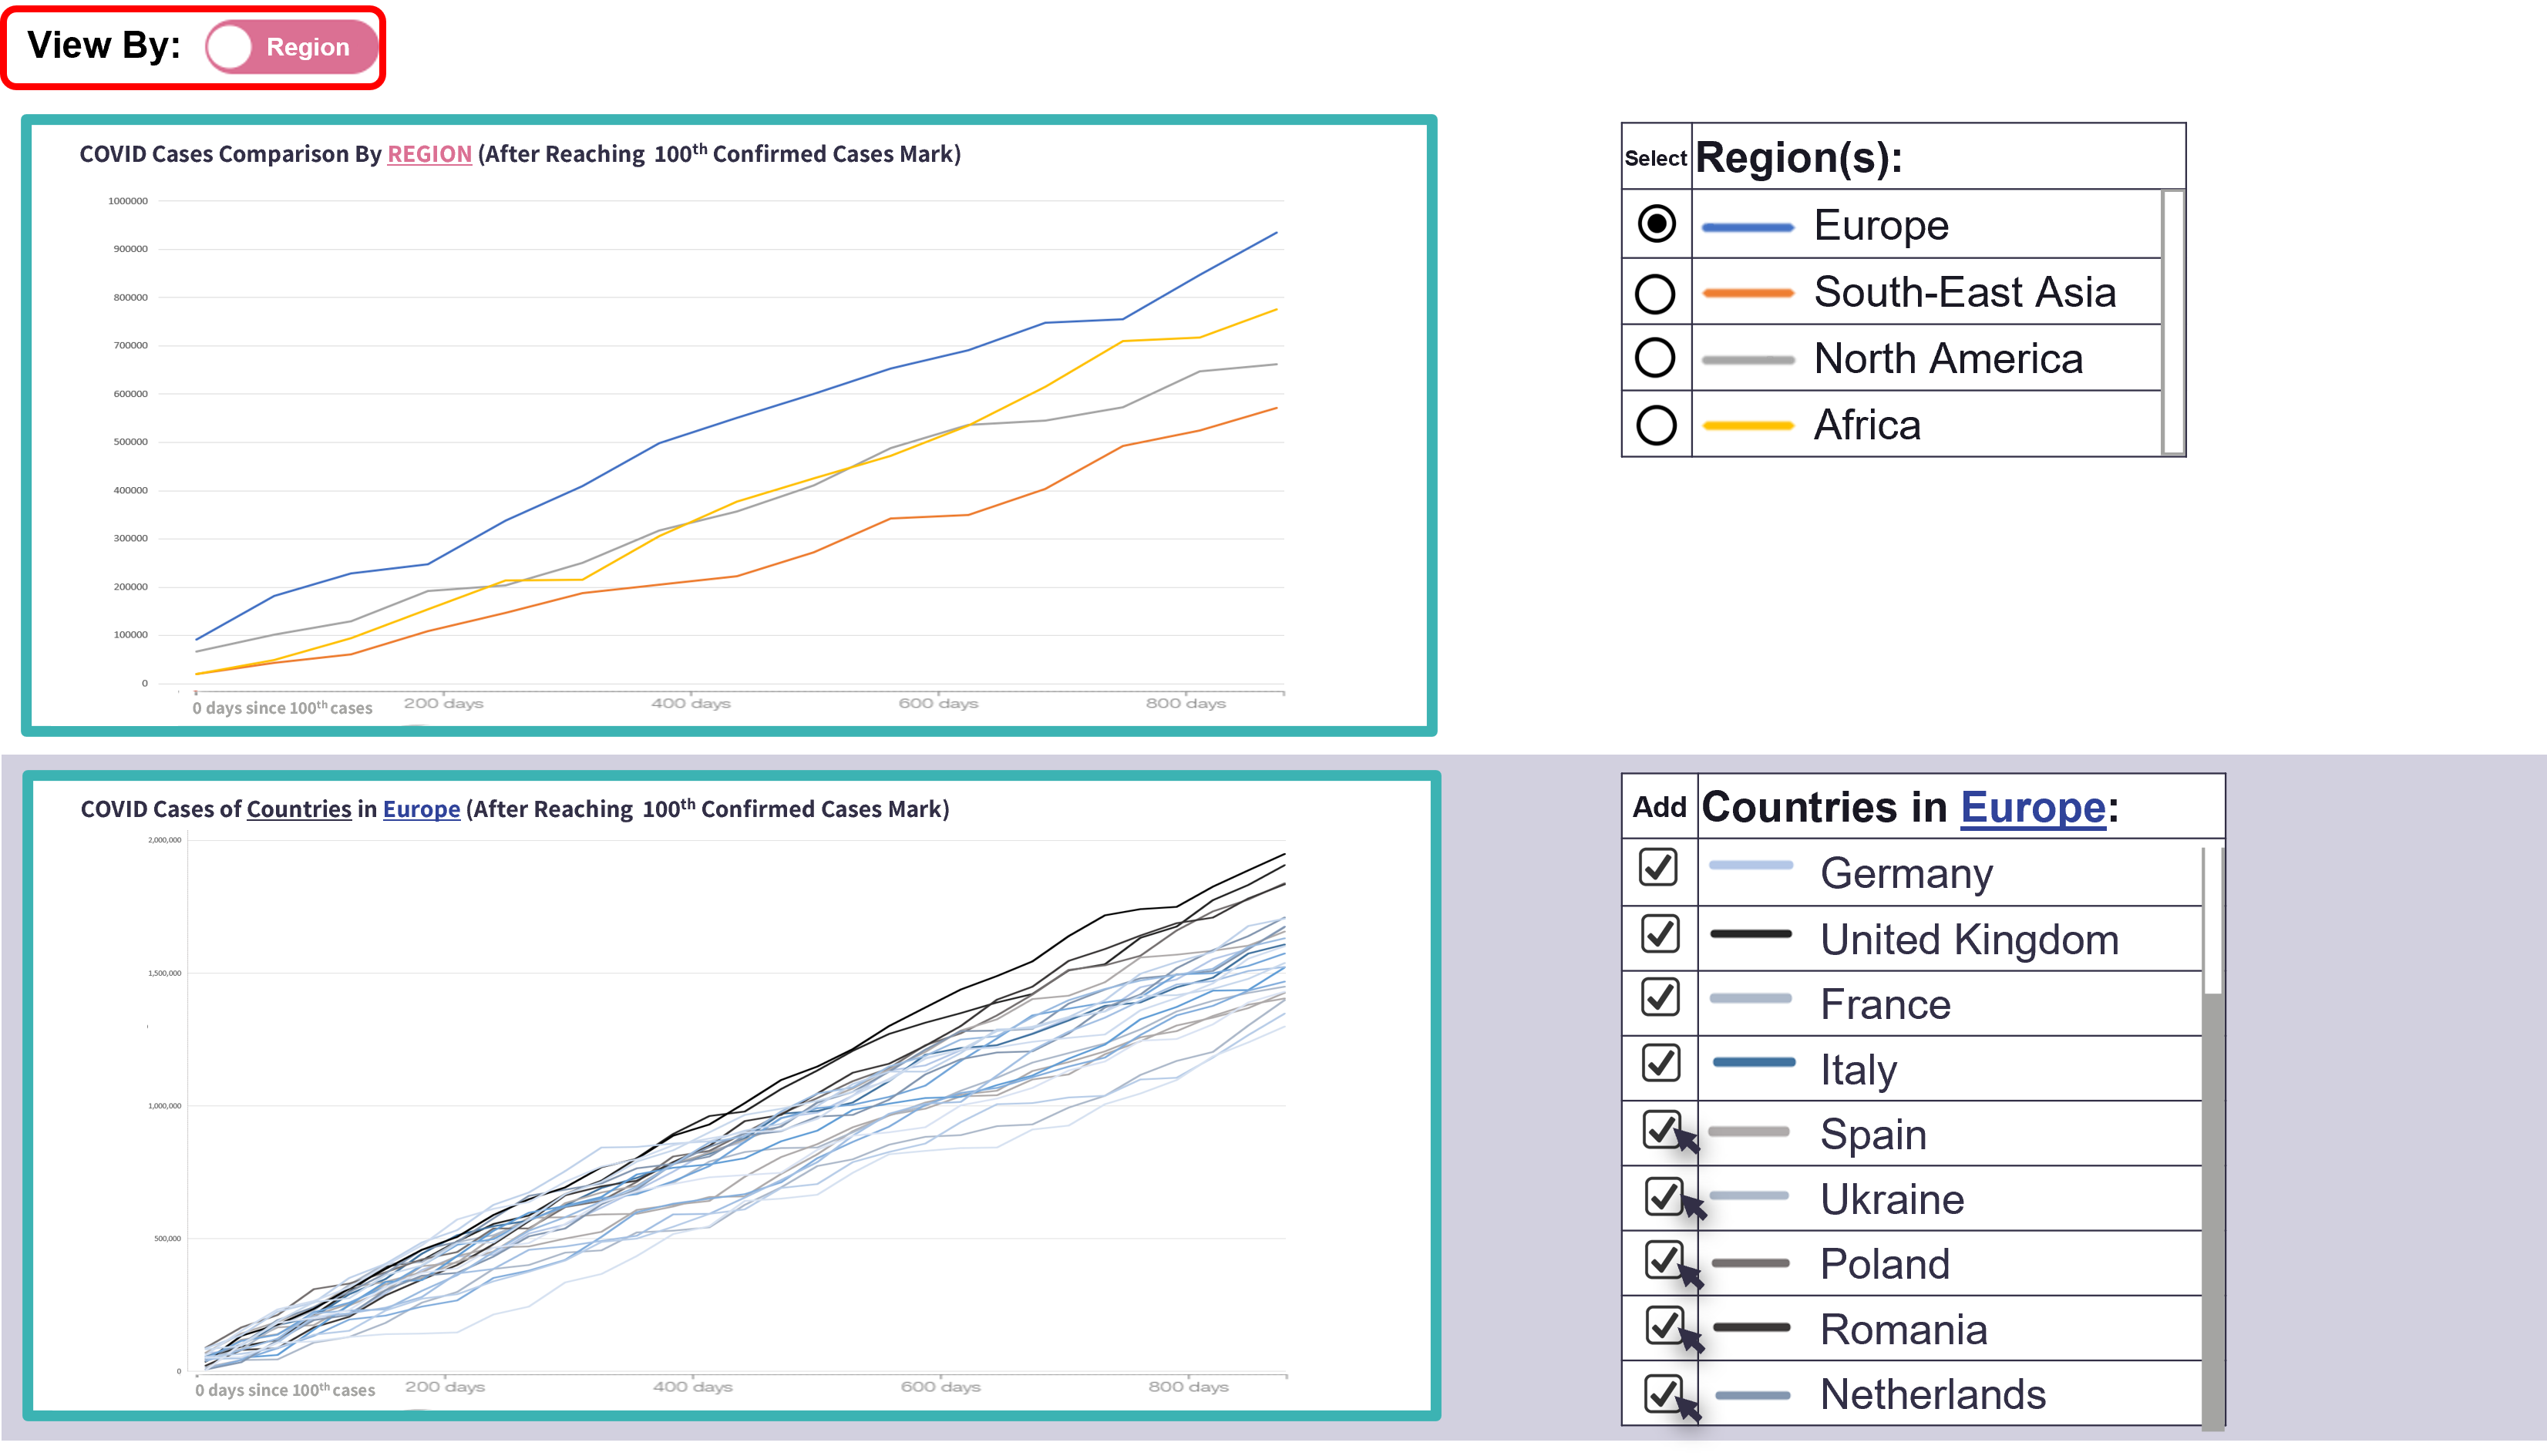 View By: Region
COVID Cases Comparison By REGION (After Reaching 100th Confirmed Cases Mark)
1000000
900000
800000
700000
600000
500000
400000
300000
200000
100000
0
0 days since 100th cases 200 days 400 days 600 days 800 days
Select Region(s):
Europe
South-East Asia
North America
Africa
COVID Cases of Countries in Europe (After Reaching 100th Confirmed Cases Mark)
2,000,000
1,500,000
1,000,000
500,000
0
0 days since 100th cases 200 days 400 days 600 days 800 days
Add Countries in Europe:
Germany
United Kingdom
France
Italy
Spain
Ukraine
Poland
Romania
Netherlands